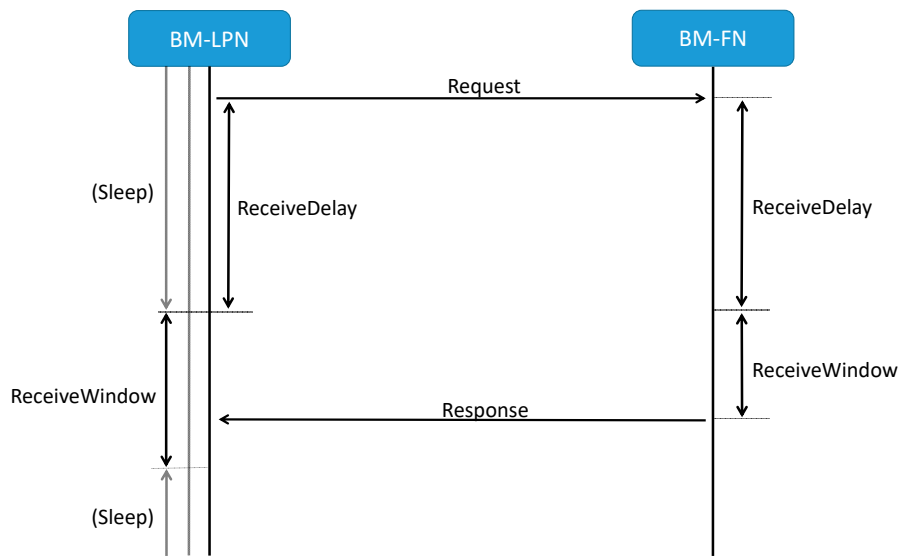 BM-LPN
BM-FN
Request
(Sleep)
ReceiveDelay
ReceiveDelay
ReceiveWindow
ReceiveWindow
Response
(Sleep)